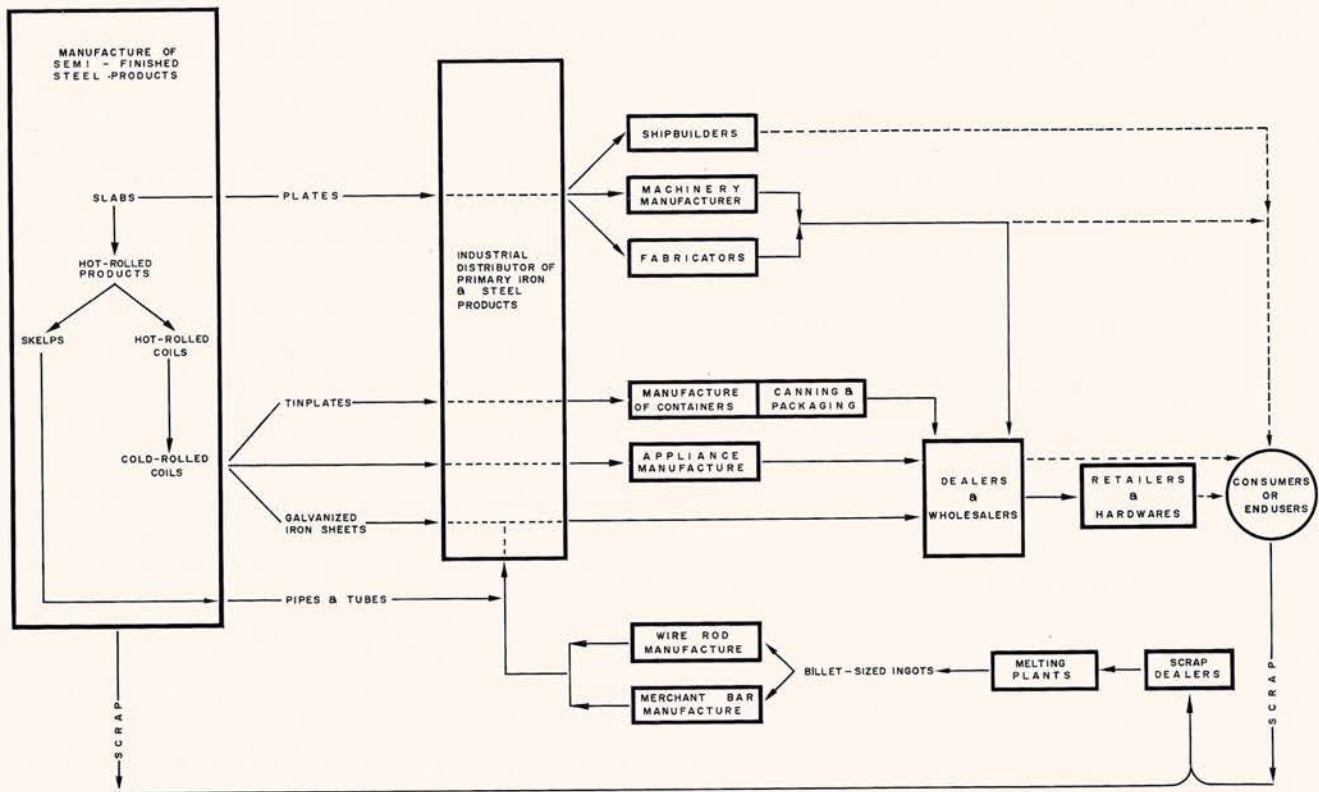 MANUFACTURE OF
SEMI - FINISHED
STEEL PRODUCTS
SLABS
PLATES
HOT-ROLLED
PRODUCTS
SKELPS
HOT-ROLLED
COILS
COLD-ROLLED
COILS
TINPLATES
GALVANIZED
IRON SHEETS
PIPES & TUBES
INDUSTRIAL
DISTRIBUTOR OF
PRIMARY IRON
& STEEL
PRODUCTS
SHIPBUILDERS
MACHINERY
MANUFACTURER
FABRICATORS
MANUFACTURE
OF CONTAINERS
CANNING &
PACKAGING
APPLIANCE
MANUFACTURE
DEALERS
&
WHOLESALERS
RETAILERS
&
HARDWARES
CONSUMERS
OR
END USERS
WIRE ROD
MANUFACTURE
MERCHANT BAR
MANUFACTURE
BILLET-SIZED INGOTS
MELTING
PLANTS
SCRAP
DEALERS
SCRAP
SCRAP